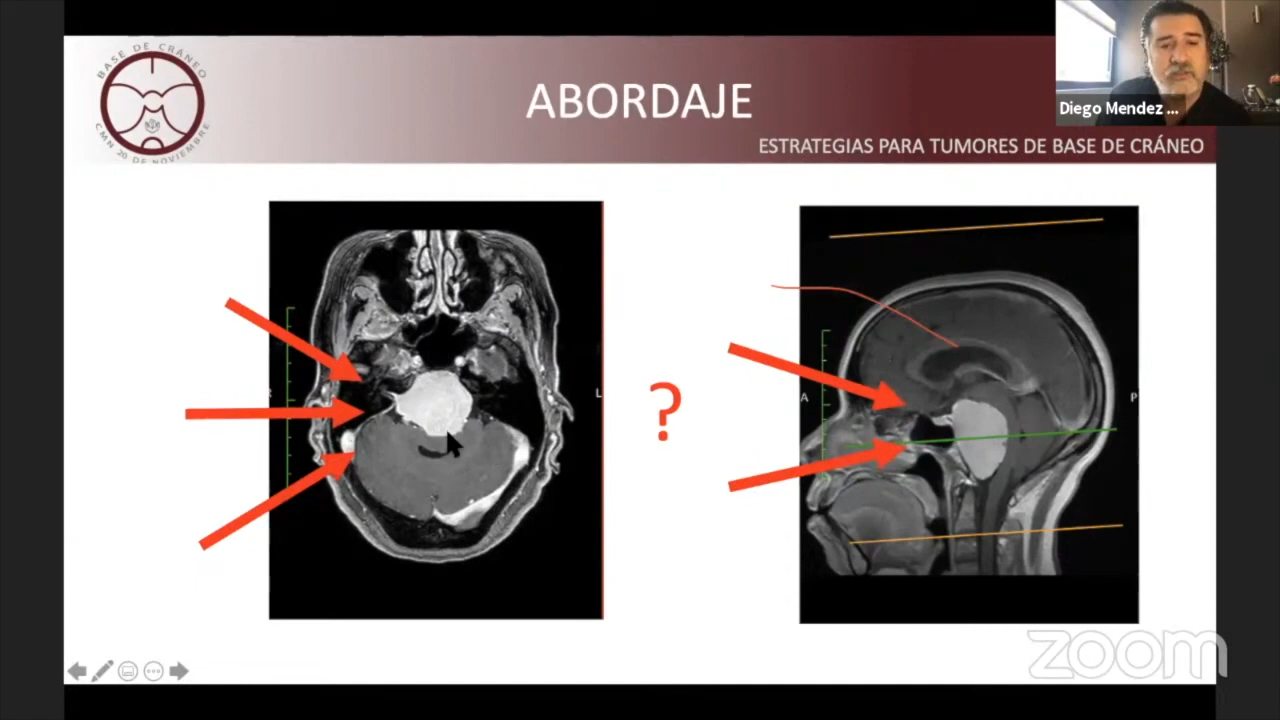 BASE DE CRÁNEO
CMN 20 DE NOVIEMBRE
ABORDAJE
ESTRATEGIAS PARA TUMORES DE BASE DE CRÁNEO
Diego Mendez ...
R
L
?
A
P
zoom